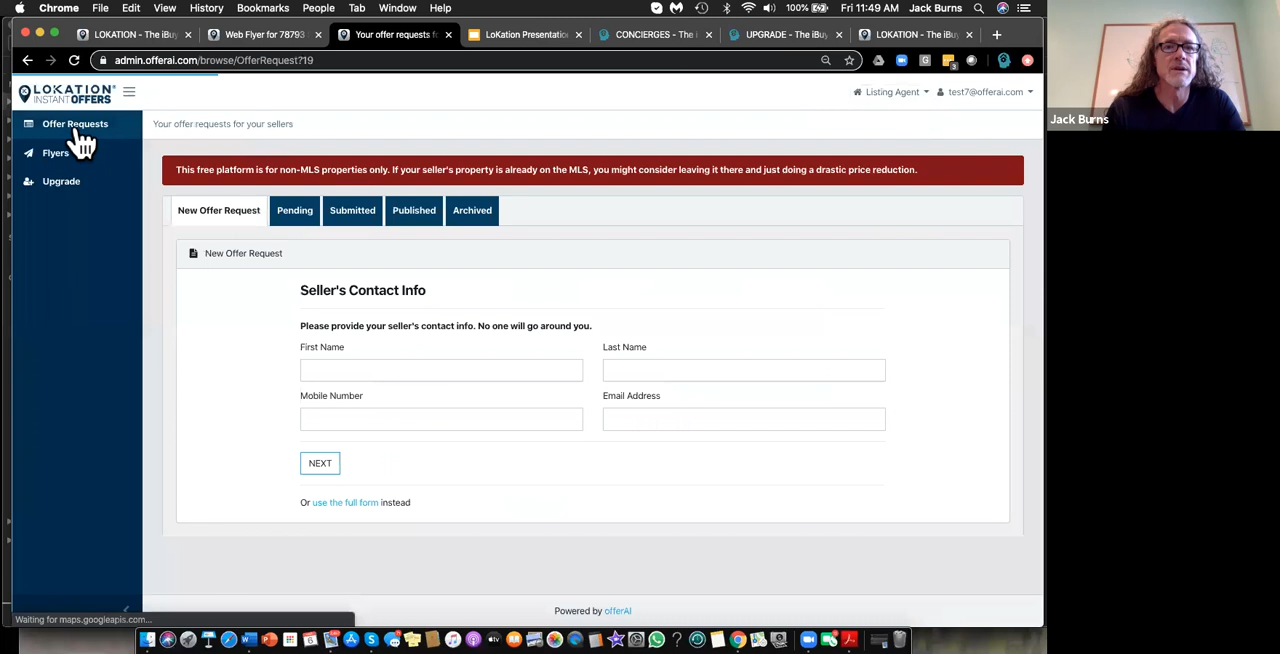 Chrome File Edit View History Bookmarks People Tab Window Help 100% Fri 11:49 AM Jack Burns
LOKATION - The iBuy Web Flyer for 78793 Your offer requests f LoKation Presentatio CONCIERGES - The i UPGRADE - The iBuy LOKATION - The iBuy
admin.offerai.com/browse/OfferRequest?19
LOKATION
INSTANT OFFERS
Listing Agent test7@offerai.com
Jack Burns
Offer Requests
Your offer requests for your sellers
Flyers
Upgrade
This free platform is for non-MLS properties only. If your seller's property is already on the MLS, you might consider leaving it there and just doing a drastic price reduction.
New Offer Request Pending Submitted Published Archived
New Offer Request
Seller's Contact Info
Please provide your seller's contact info. No one will go around you.
First Name Last Name
Mobile Number Email Address
NEXT
Or use the full form instead
Powered by offerAI
Waiting for maps.googleapis.com...